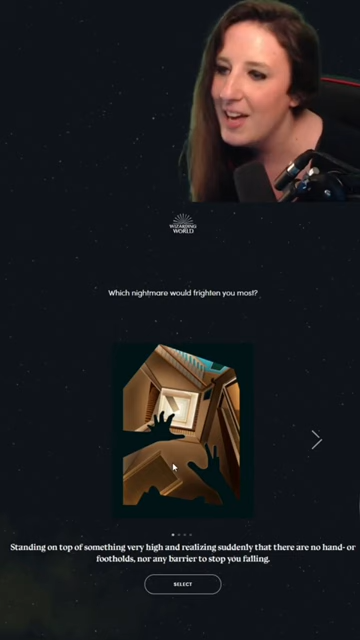 WIZARDING
WORLD
Which nightmare would frighten you most?
Standing on top of something very high and realizing suddenly that there are no hand- or
footholds, nor any barrier to stop you falling.
SELECT